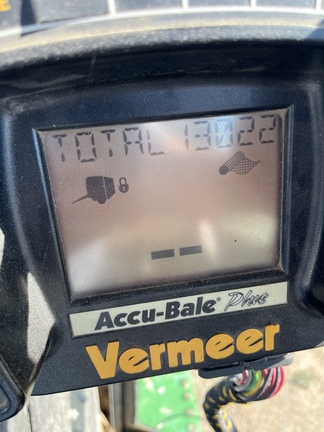 TOTAL 13022
Accu-Bale® Plus
Vermeer